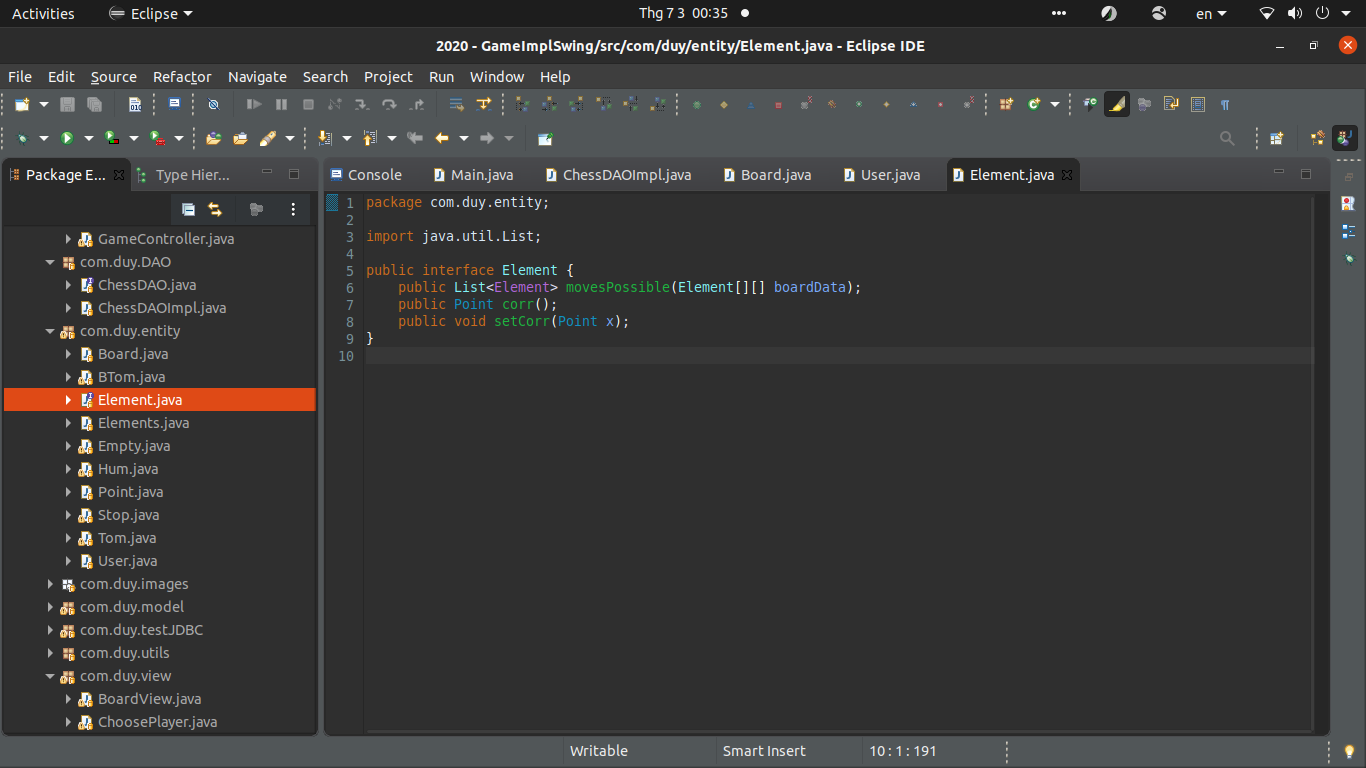 Activities Eclipse Thg 7 3 00:35 en
2020 - GameImplSwing/src/com/duy/entity/Element.java - Eclipse IDE
File Edit Source Refactor Navigate Search Project Run Window Help
Package E... Type Hier... Console Main.java ChessDAOImpl.java Board.java User.java Element.java
GameController.java
com.duy.DAO
ChessDAO.java
ChessDAOImpl.java
com.duy.entity
Board.java
BTom.java
Element.java
Elements.java
Empty.java
Hum.java
Point.java
Stop.java
Tom.java
User.java
com.duy.images
com.duy.model
com.duy.testJDBC
com.duy.utils
com.duy.view
BoardView.java
ChoosePlayer.java
1 package com.duy.entity;
2
3 import java.util.List;
4
5 public interface Element {
6 public List<Element> movesPossible(Element[][] boardData);
7 public Point corr();
8 public void setCorr(Point x);
9 }
10
Writable Smart Insert 10 : 1 : 191